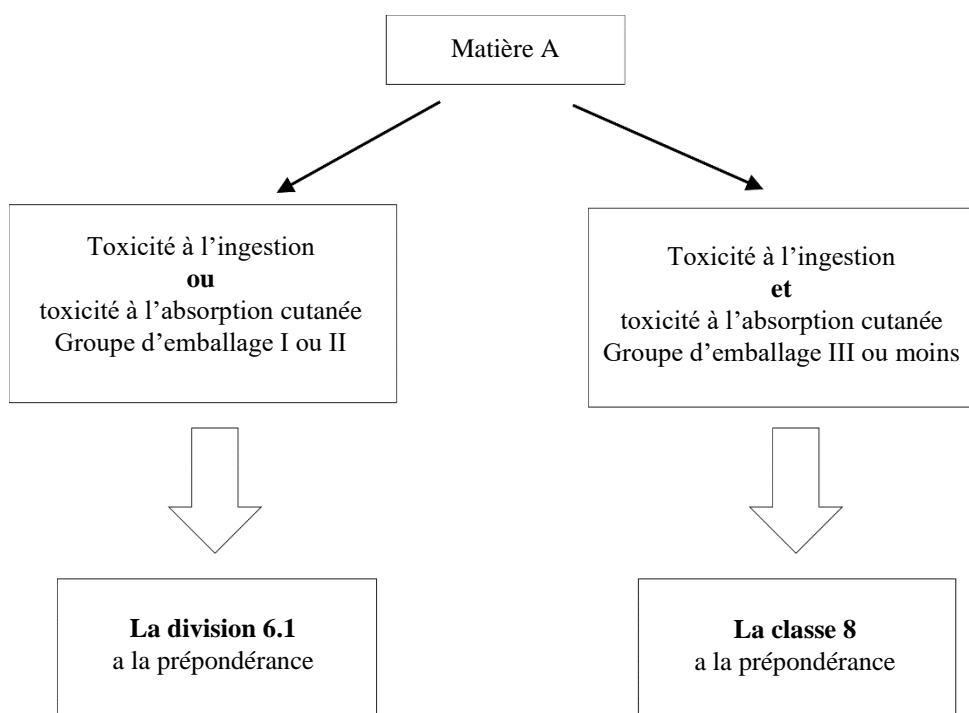 Matière A
Toxicité à l’ingestion
ou
toxicité à l’absorption cutanée
Groupe d’emballage I ou II
Toxicité à l’ingestion
et
toxicité à l’absorption cutanée
Groupe d’emballage III ou moins
La division 6.1
a la prépondérance
La classe 8
a la prépondérance